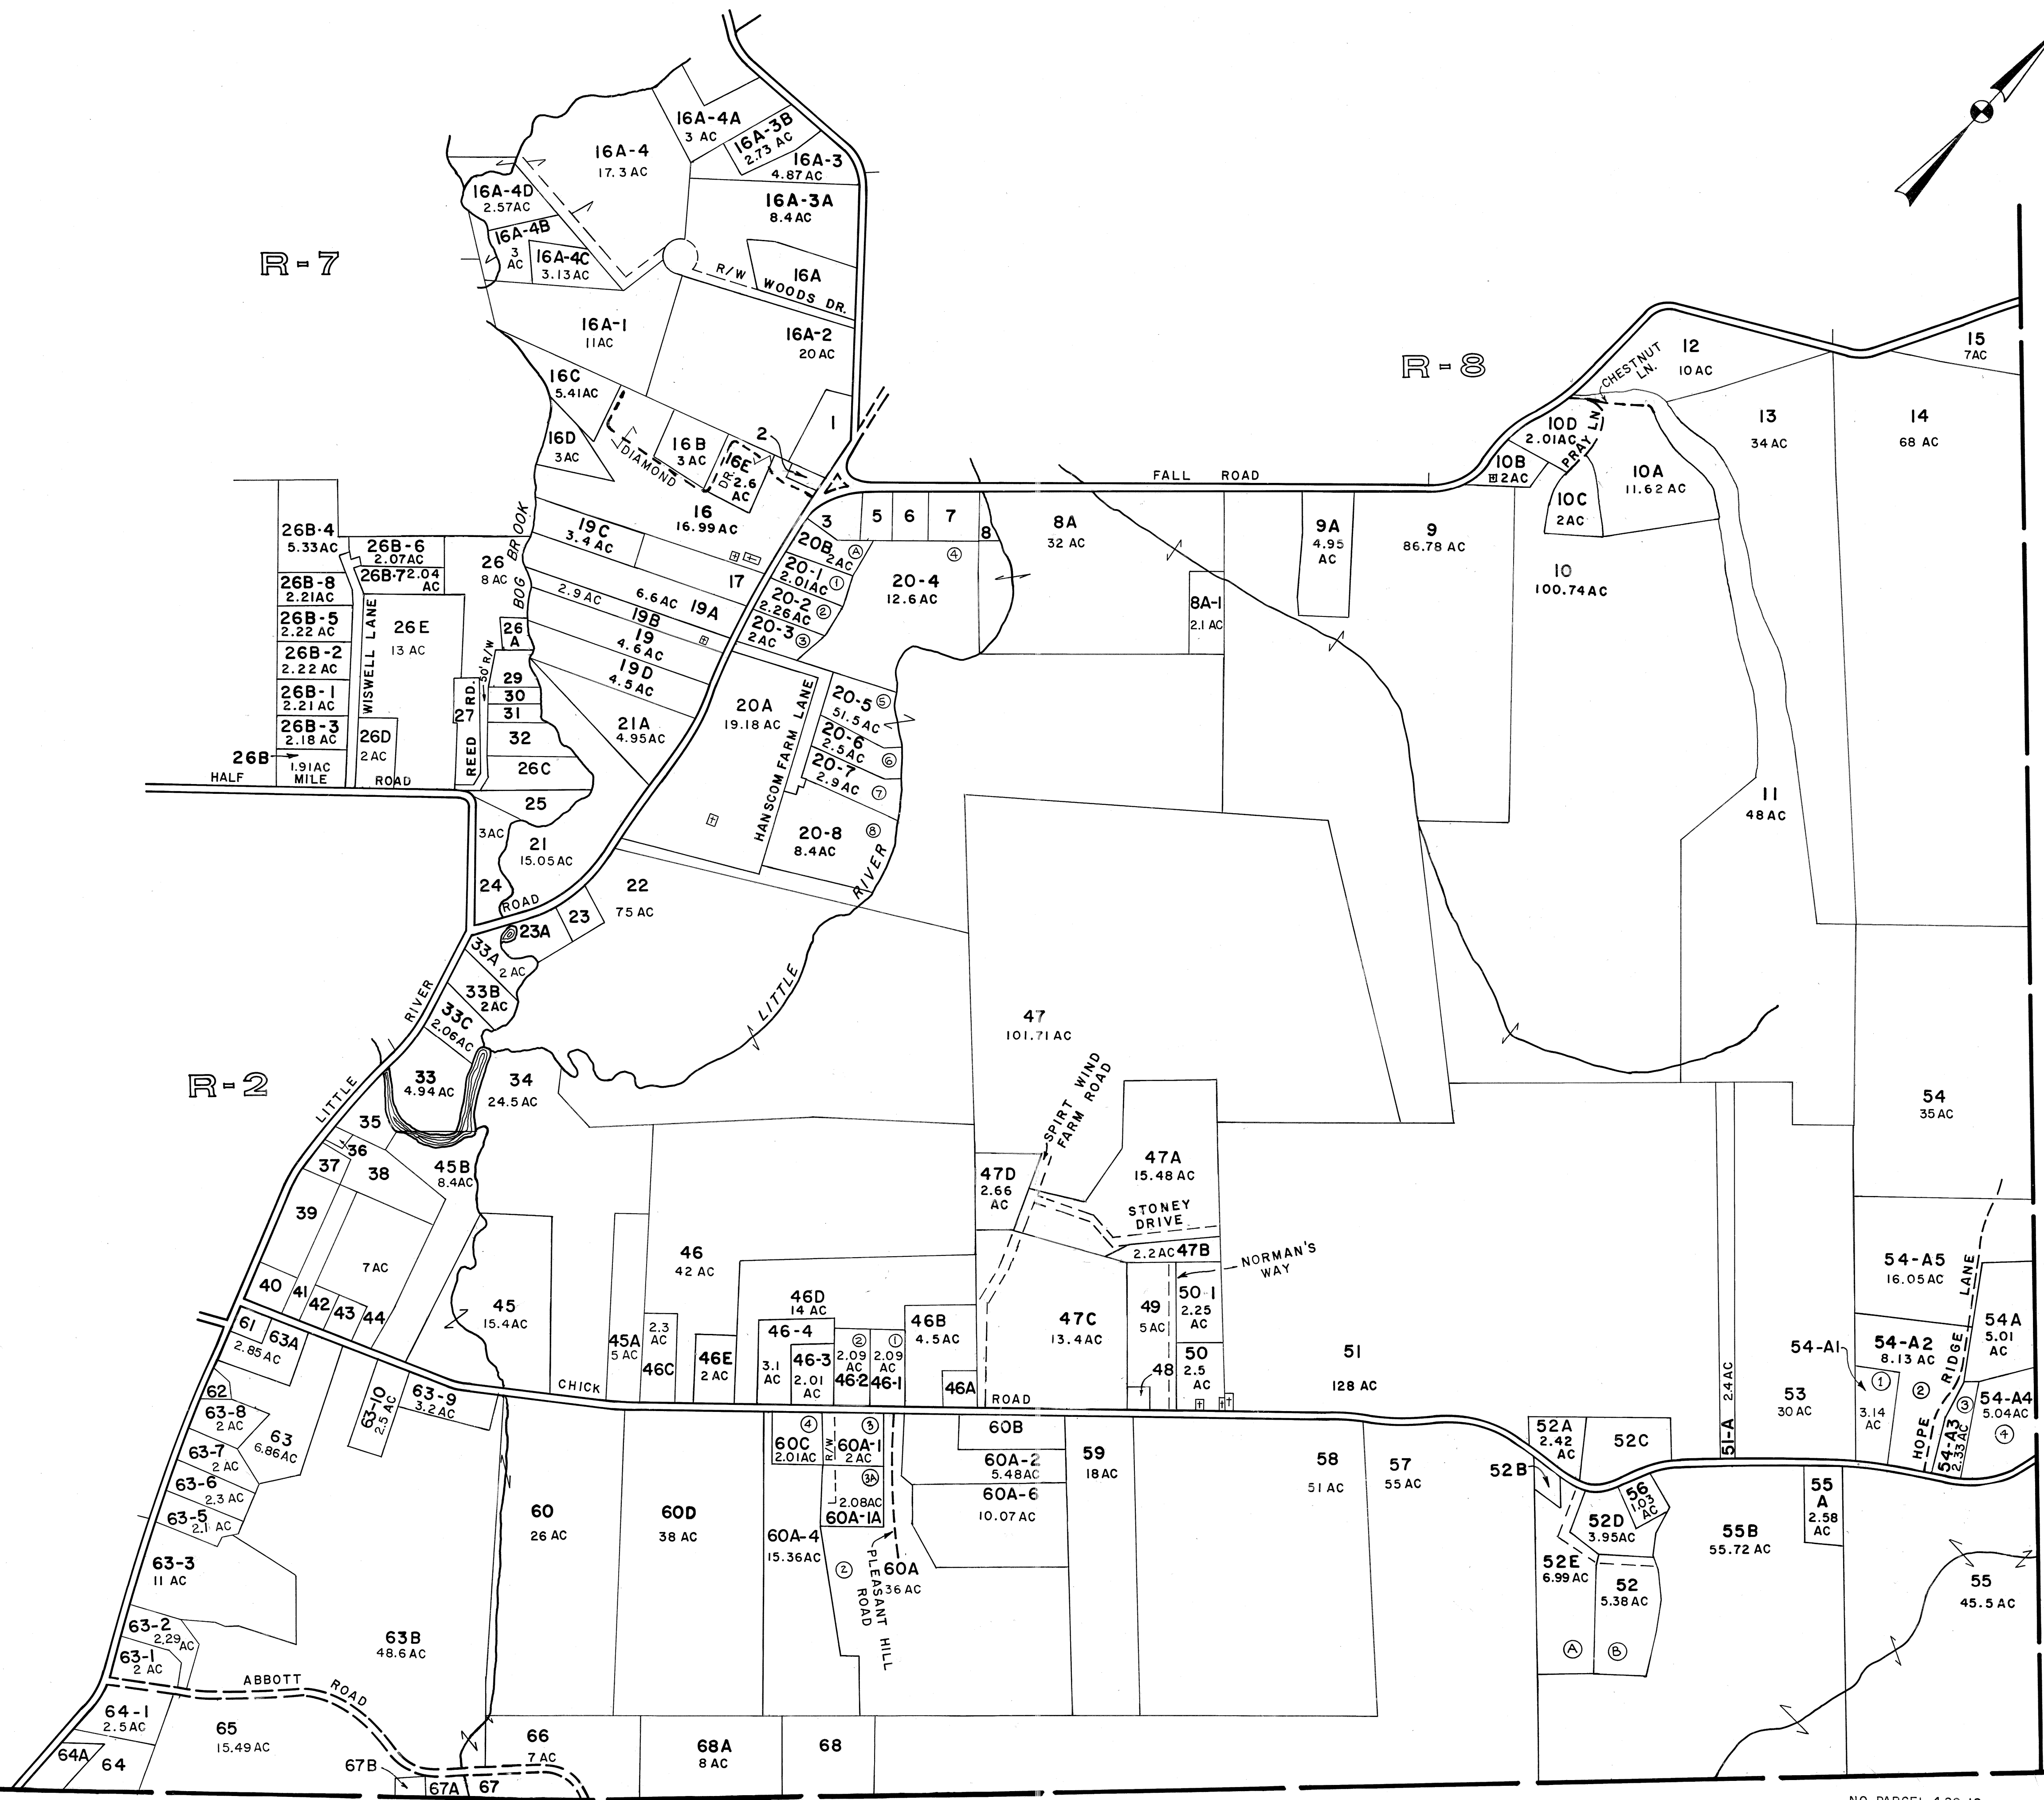 16A-4A
3 AC
16A-3B
2.73 AC
16A-4
17.3 AC
16A-3
4.87 AC
16A-4D
2.57AC
16A-3A
8.4 AC
16A-4B
3
AC
16A-4C
3.13AC
R-7
R/W
16A
WOODS DR.
16A-1
11AC
16A-2
20 AC
R-8
CHESTNUT
LN.
12
10 AC
15
7AC
16C
5.41AC
1
2
13
34 AC
14
68 AC
16D
3AC
DIAMOND
DR.
16B
3 AC
16E
2.6
AC
10D
2.01AC
PRAY LN.
10B
2AC
10A
11.62 AC
10C
2AC
FALL ROAD
16
16.99 AC
3
5
6
7
8
8A
32 AC
9A
4.95
AC
9
86.78 AC
10
100.74AC
26B-4
5.33AC
26B-6
2.07AC
26B-7 2.04
AC
26
8 AC
BOG BROOK
19C
3.4 AC
17
20B
2AC
A
20-1
2.01AC
1
20-2
2.26AC
2
20-3
2AC
3
4
20-4
12.6 AC
8A-1
2.1 AC
26B-8
2.21AC
26B-5
2.22 AC
26B-2
2.22 AC
26B-1
2.21 AC
26B-3
2.18 AC
26B
1.91AC
WISWELL LANE
26E
13 AC
26D
2 AC
26
A
50' R/W
REED RD.
27
29
30
31
32
26C
25
2.9 AC
6.6 AC
19A
19B
19
4.6 AC
19D
4.5 AC
21A
4.95AC
20A
19.18 AC
HANSCOM FARM LANE
20-5
51.5 AC
5
20-6
2.5AC
6
20-7
2.9 AC
7
20-8
8.4AC
8
HALF MILE ROAD
3AC
24
21
15.05 AC
ROAD
22
75 AC
23
23A
LITTLE RIVER
11
48 AC
33A
2 AC
33B
2AC
33C
2.06AC
LITTLE RIVER
R-2
33
4.94 AC
34
24.5 AC
35
36
37
38
39
45B
8.4AC
7 AC
40
41
42
43
44
47
101.71 AC
SPIRT WIND
FARM ROAD
47D
2.66
AC
47A
15.48 AC
STONEY
DRIVE
2.2 AC 47B
NORMAN'S
WAY
54
35 AC
54-A5
16.05AC
45
15.4AC
45A
5 AC
46
42 AC
2.3
AC
46C
46E
2 AC
46D
14 AC
46-4
3.1
AC
46-3
2.01
AC
2
2.09
AC
46-2
1
2.09
AC
46-1
46B
4.5 AC
46A
47C
13.4 AC
49
5 AC
48
50-1
2.25
AC
50
2.5
AC
51
128 AC
51-A
2.4 AC
53
30 AC
54-A1
1
3.14
AC
54-A2
8.13 AC
2
HOPE RIDGE LANE
54A
5.01
AC
3
54-A3
2.33 AC
54-A4
5.04AC
4
61
63A
2.85 AC
CHICK ROAD
62
63-8
2 AC
63-7
2 AC
63-6
2.3 AC
63-5
2.1 AC
63-3
11 AC
63
6.86AC
63-10
2.5 AC
63-9
3.2 AC
60
26 AC
60D
38 AC
4
60C
2.01AC
R/W
3
60A-1
2 AC
3A
2.08AC
60A-1A
60A-4
15.36AC
2
60A
36 AC
PLEASANT HILL
ROAD
60B
60A-2
5.48AC
60A-6
10.07AC
59
18AC
58
51 AC
57
55 AC
52A
2.42
AC
52C
52B
56
1.03
AC
52D
3.95AC
52E
6.99 AC
A
52
5.38 AC
B
55B
55.72 AC
55
A
2.58
AC
55
45.5 AC
63-2
2.29
AC
63-1
2 AC
63B
48.6 AC
ABBOTT ROAD
64-1
2.5 AC
64A
64
65
15.49 AC
67B
67A
67
66
7 AC
68A
8 AC
68